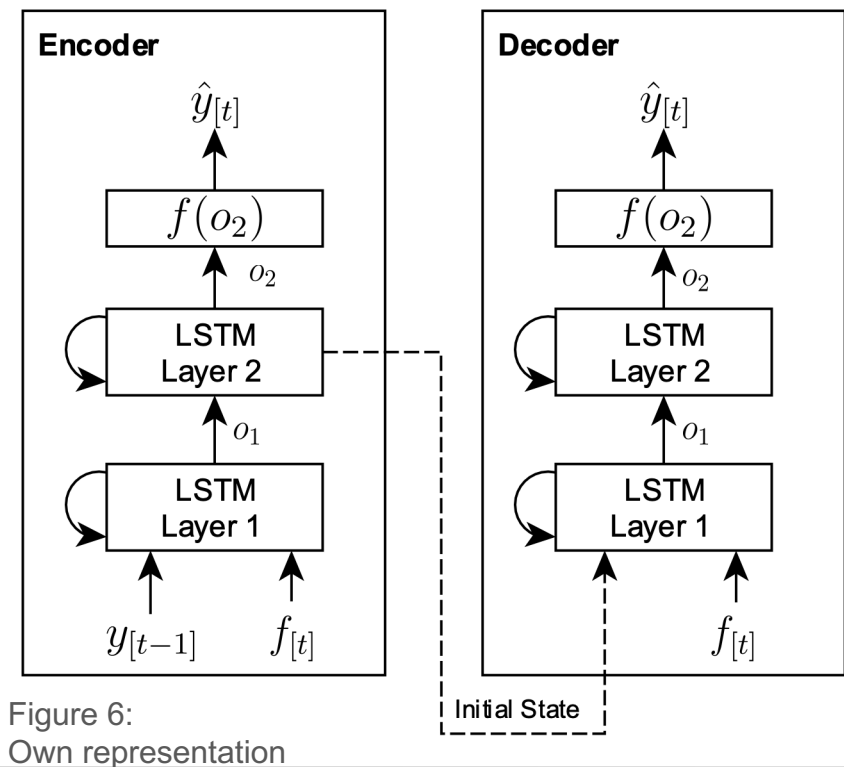 Encoder
ŷ[t]
f(o₂)
o₂
LSTM
Layer 2
o₁
LSTM
Layer 1
y[t−1]
f[t]
Decoder
ŷ[t]
f(o₂)
o₂
LSTM
Layer 2
o₁
LSTM
Layer 1
f[t]
Initial State
Figure 6:
Own representation